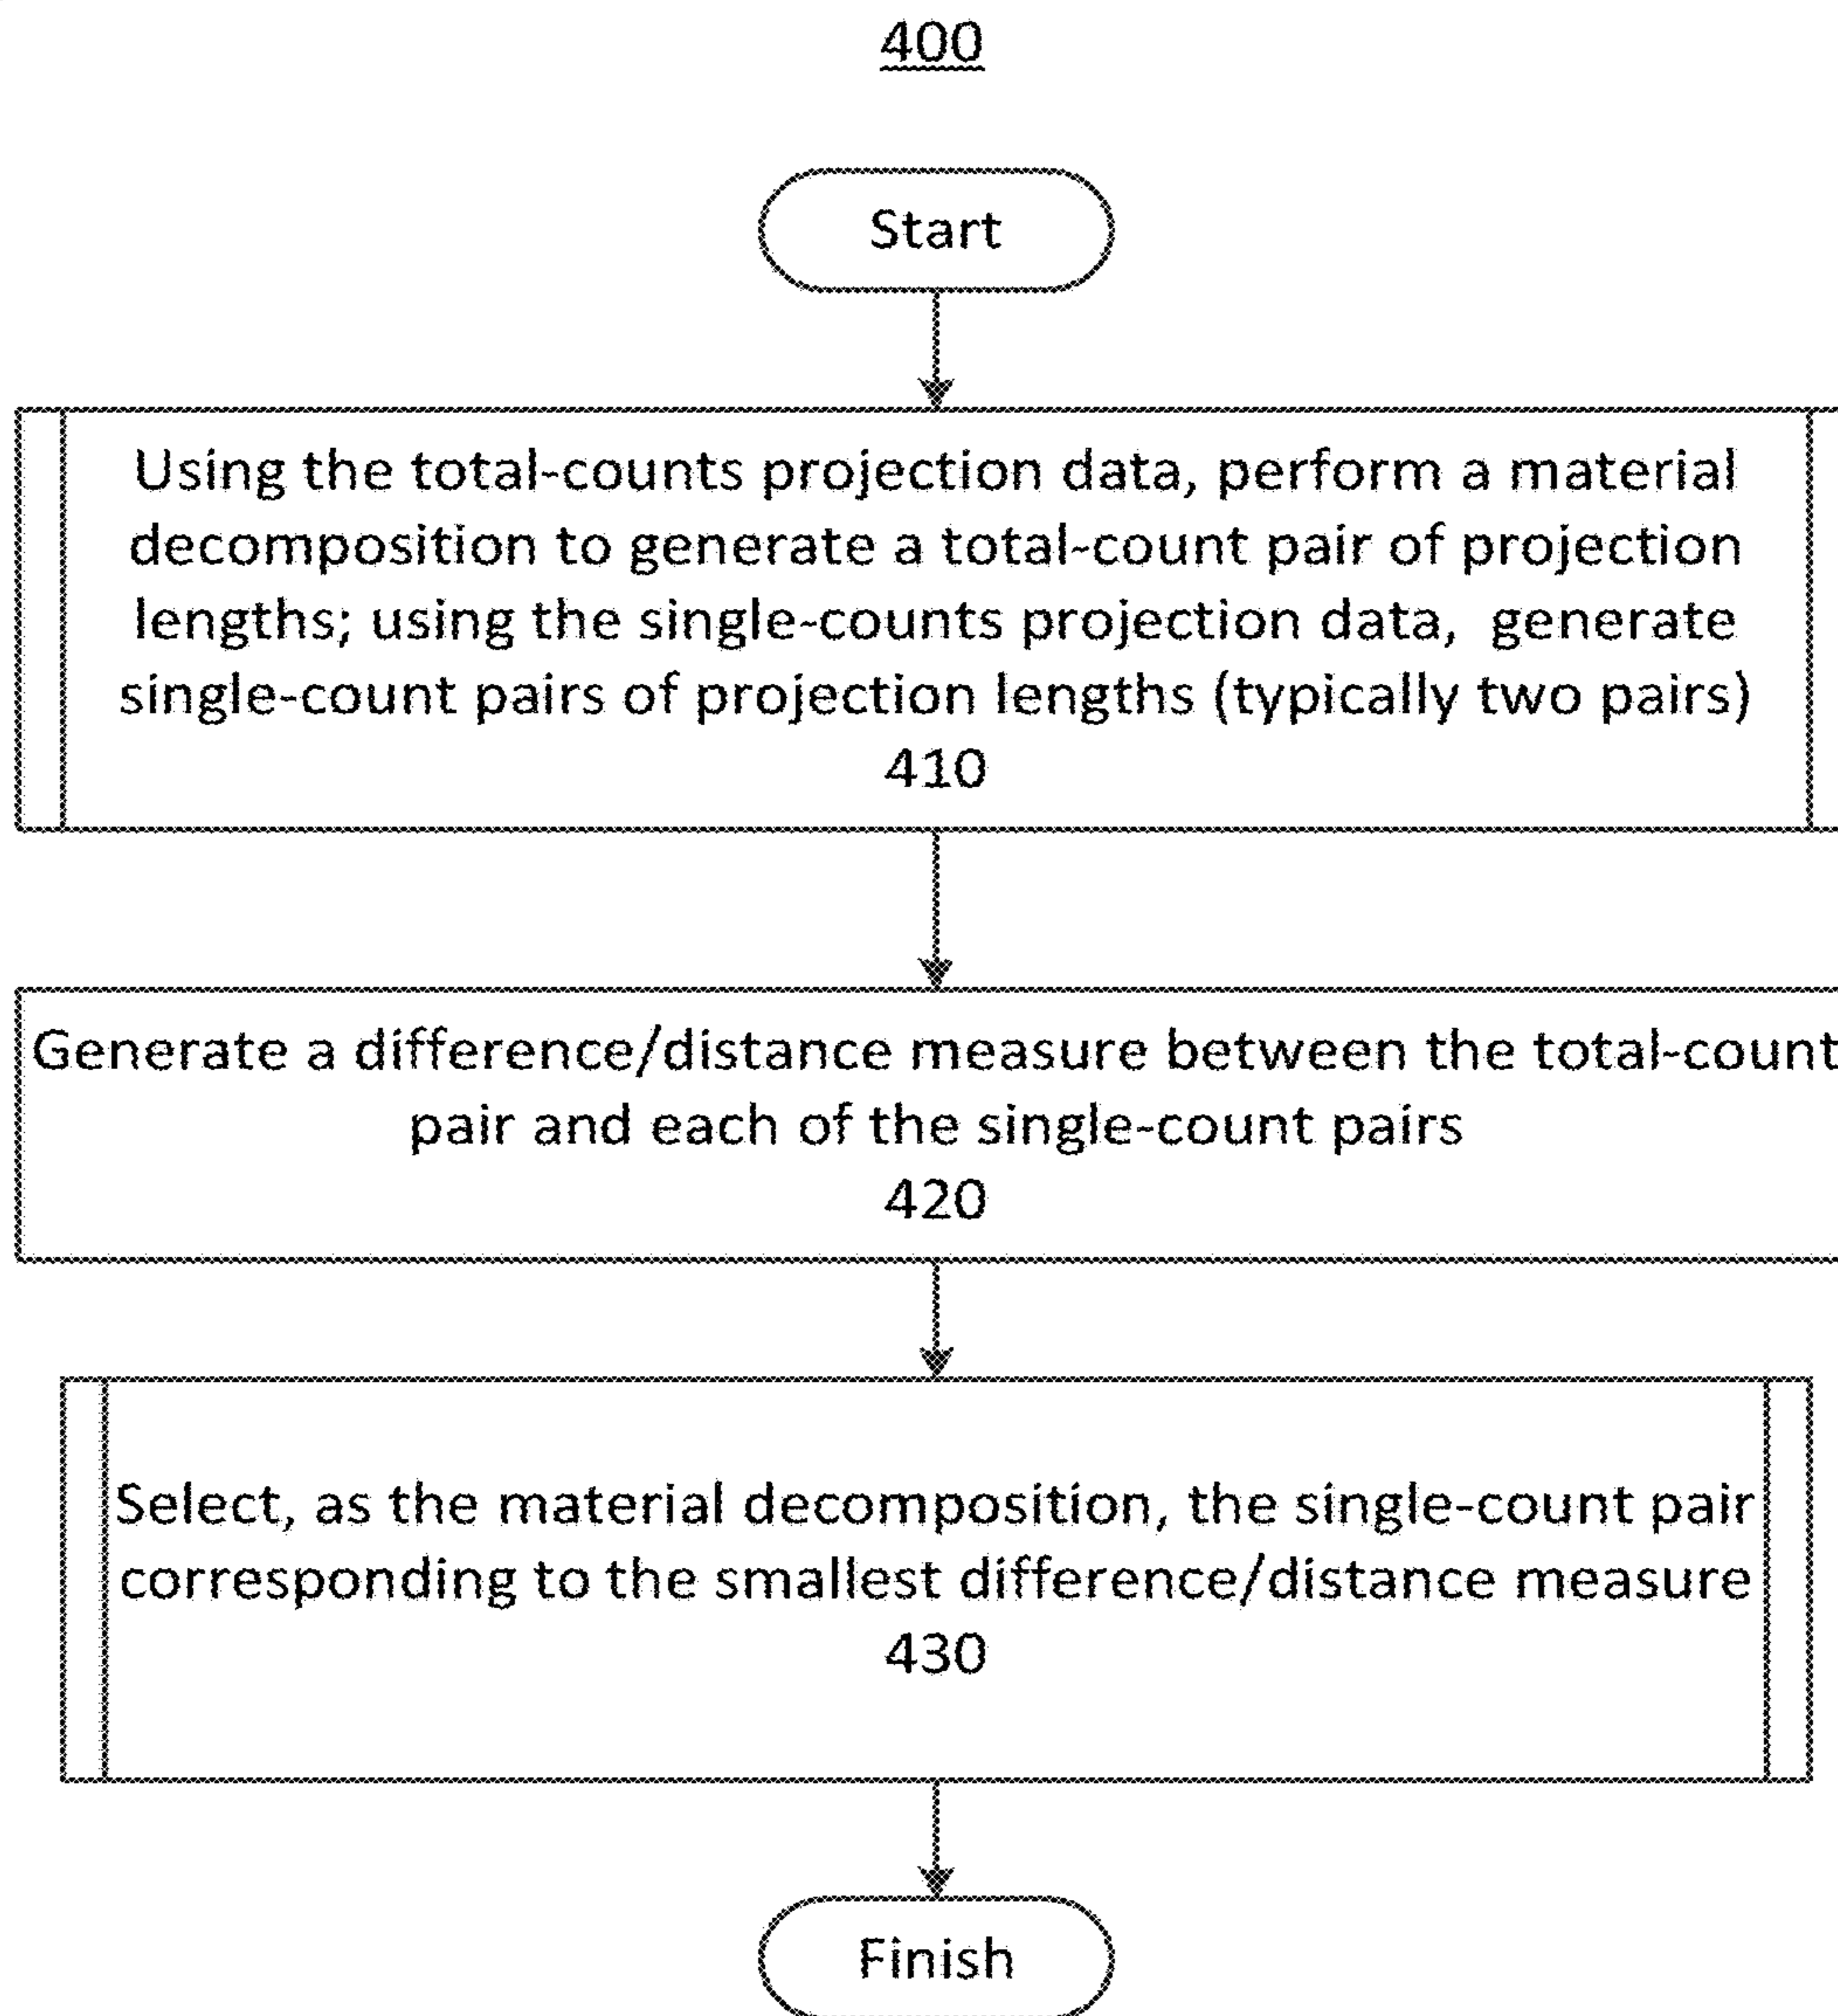 400
Start
Using the total-counts projection data, perform a material
decomposition to generate a total-count pair of projection
lengths; using the single-counts projection data, generate
single-count pairs of projection lengths (typically two pairs)
410
Generate a difference/distance measure between the total-count
pair and each of the single-count pairs
420
Select, as the material decomposition, the single-count pair
corresponding to the smallest difference/distance measure
430
Finish